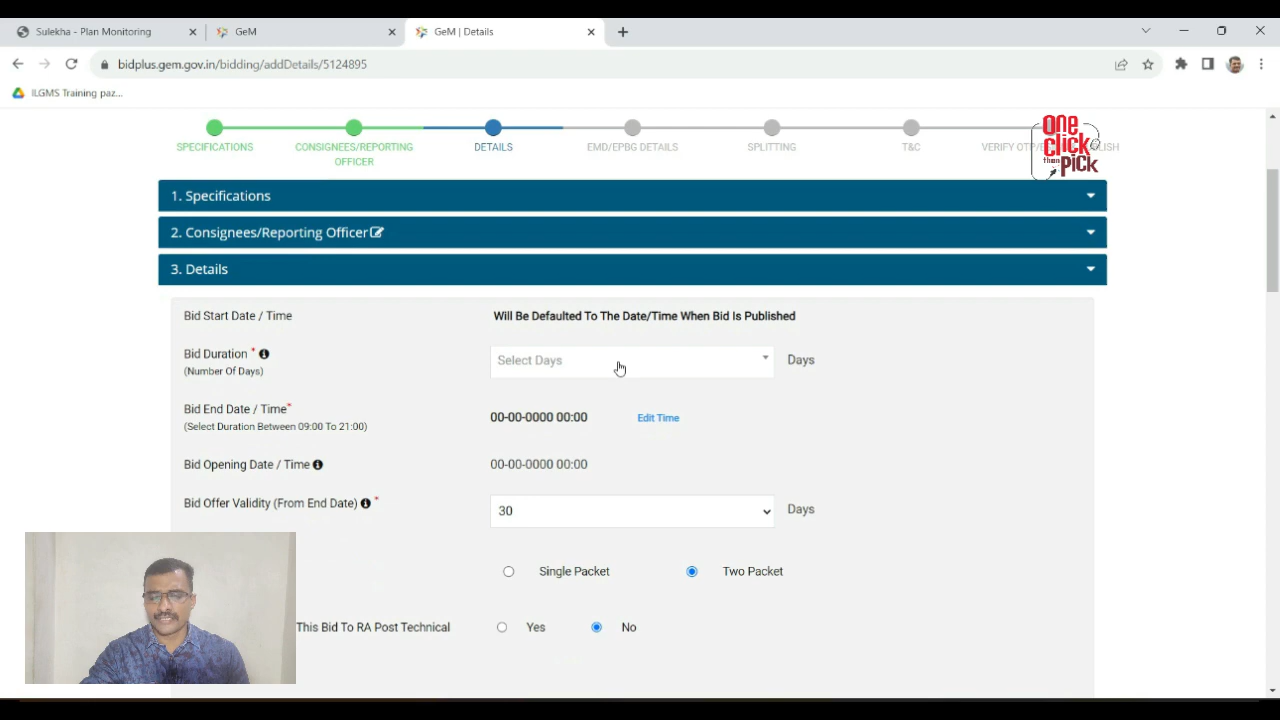 Sulekha - Plan Monitoring
GeM
GeM | Details
bidplus.gem.gov.in/bidding/addDetails/5124895
ILGMS Training paz...
SPECIFICATIONS
CONSIGNEES/REPORTING
OFFICER
DETAILS
EMD/EPBG DETAILS
SPLITTING
T&C
VERIFY OTP/
ISH
one
click
than
pick
1. Specifications
2. Consignees/Reporting Officer
3. Details
Bid Start Date / Time
Will Be Defaulted To The Date/Time When Bid Is Published
Bid Duration *
(Number Of Days)
Select Days
Days
Bid End Date / Time*
(Select Duration Between 09:00 To 21:00)
00-00-0000 00:00
Edit Time
Bid Opening Date / Time
00-00-0000 00:00
Bid Offer Validity (From End Date) *
30
Days
Single Packet
Two Packet
This Bid To RA Post Technical
Yes
No